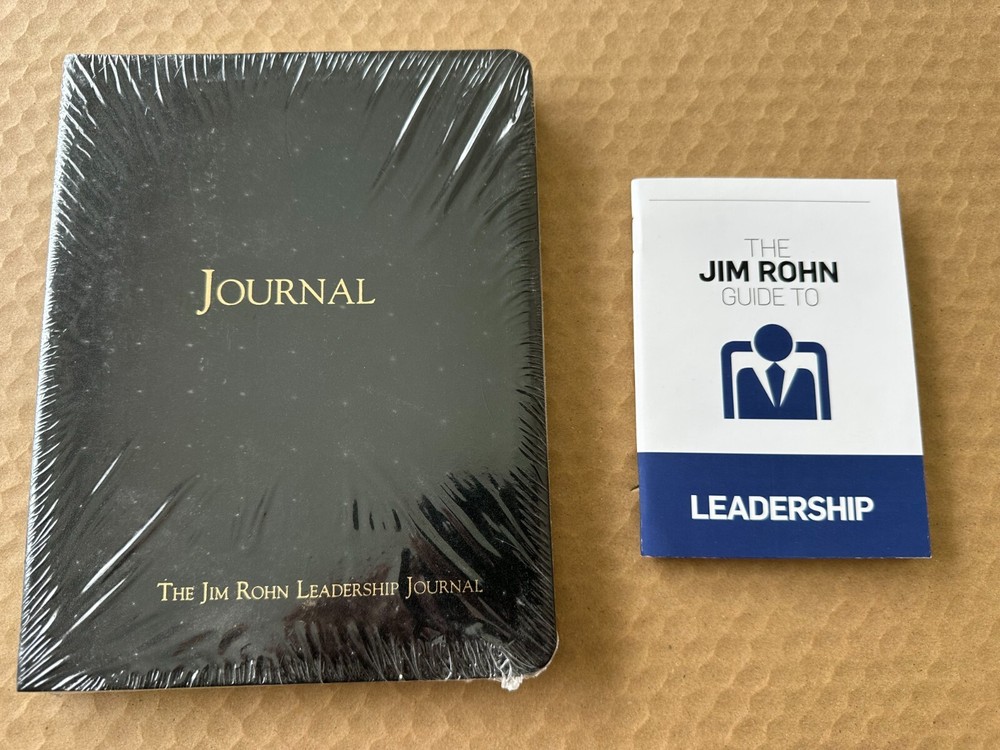 JOURNAL
THE JIM ROHN LEADERSHIP JOURNAL
THE
JIM ROHN
GUIDE TO
LEADERSHIP